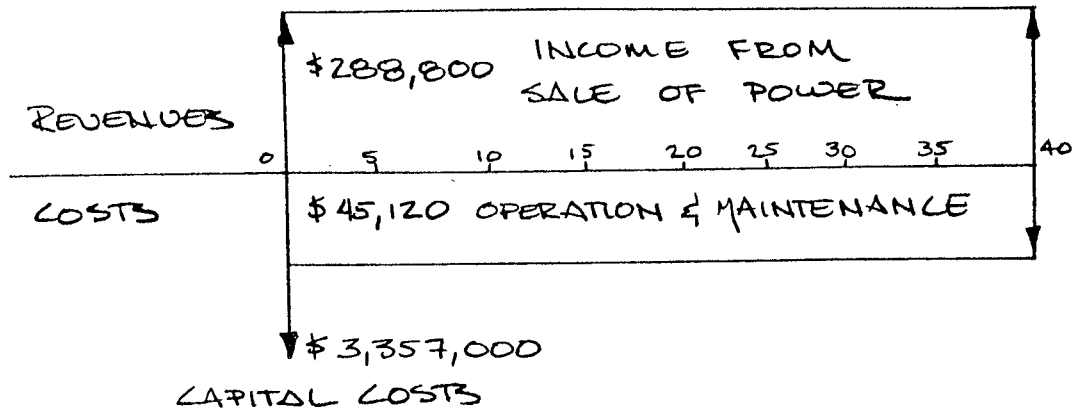 $288,800 INCOME FROM
SALE OF POWER
REVENUES
0 5 10 15 20 25 30 35 40
COSTS
$45,120 OPERATION & MAINTENANCE
$3,357,000
CAPITAL COSTS